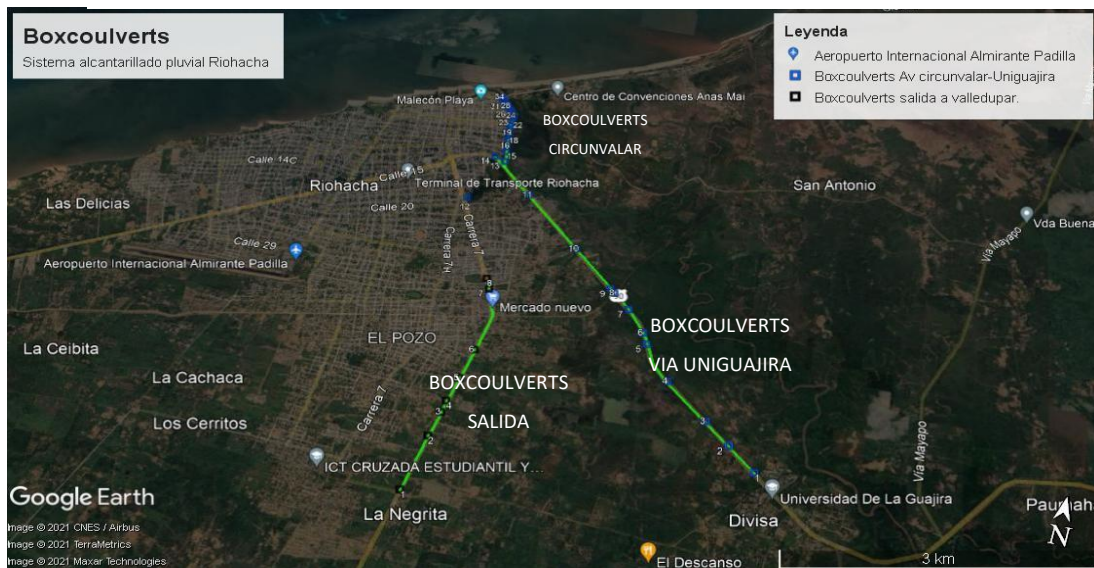 Boxcoulverts
Sistema alcantarillado pluvial Riohacha
Leyenda
Aeropuerto Internacional Almirante Padilla
Boxcoulverts Av circunvalar-Uniguajira
Boxcoulverts salida a valledupar.
Malecón Playa
Centro de Convenciones Anas Mai
BOXCOULVERTS
CIRCUNVALAR
Calle 14C
Calle 15
Riohacha
Terminal de Transporte Riohacha
San Antonio
Las Delicias
Calle 20
Carrera 7
Carrera 7H
Vda Buena
Vía Mayapo
Calle 29
Aeropuerto Internacional Almirante Padilla
Mercado nuevo
EL POZO
BOXCOULVERTS
VIA UNIGUAJIRA
La Ceibita
La Cachaca
BOXCOULVERTS
SALIDA
Los Cerritos
Carrera 7
Vía Mayapo
ICT CRUZADA ESTUDIANTIL Y...
Google Earth
La Negrita
Universidad De La Guajira
Divisa
Paumah
N
El Descanso
3 km
Image © 2021 CNES / Airbus
Image © 2021 TerraMetrics
Image © 2021 Maxar Technologies